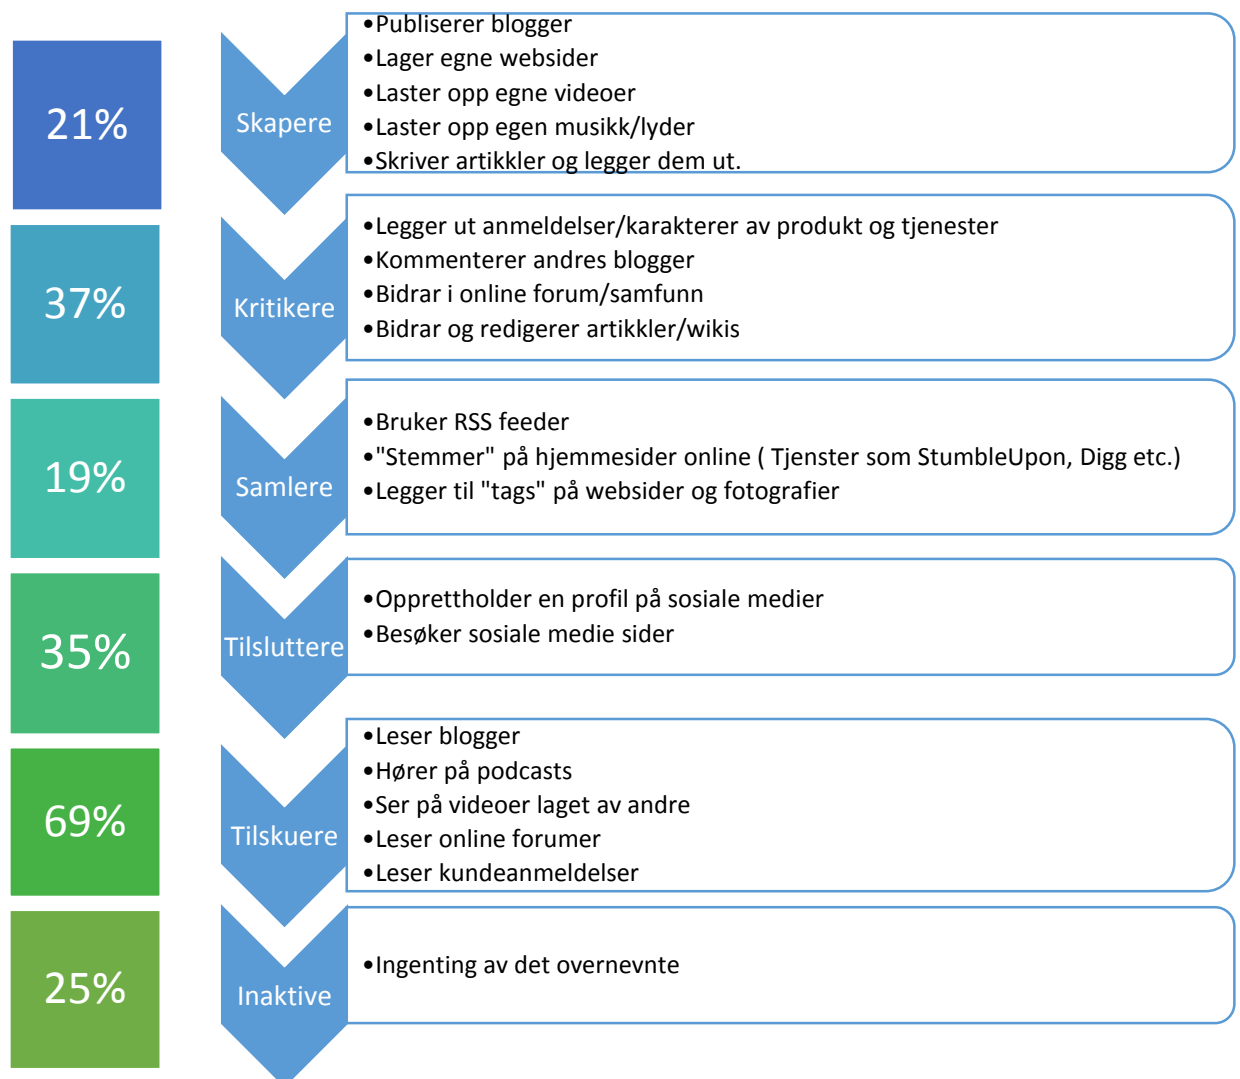 21%
Skapere
•Publiserer blogger
•Lager egne websider
•Laster opp egne videoer
•Laster opp egen musikk/lyder
•Skriver artikkler og legger dem ut.
37%
Kritikere
•Legger ut anmeldelser/karakterer av produkt og tjenester
•Kommenterer andres blogger
•Bidrar i online forum/samfunn
•Bidrar og redigerer artikkler/wikis
19%
Samlere
•Bruker RSS feeder
•"Stemmer" på hjemmesider online ( Tjenster som StumbleUpon, Digg etc.)
•Legger til "tags" på websider og fotografier
35%
Tilsluttere
•Opprettholder en profil på sosiale medier
•Besøker sosiale medie sider
69%
Tilskuere
•Leser blogger
•Hører på podcasts
•Ser på videoer laget av andre
•Leser online forumer
•Leser kundeanmeldelser
25%
Inaktive
•Ingenting av det overnevnte